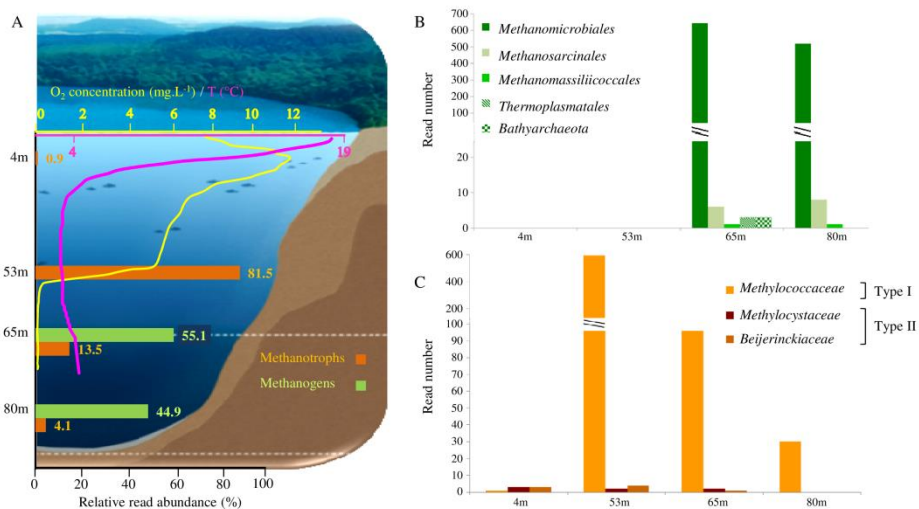 A
O₂ concentration (mg.L⁻¹) / T (°C)
0 2 4 6 8 10 12
4 19
4m
0.9
53m
81.5
65m
55.1
13.5
Methanotrophs
Methanogens
80m
44.9
4.1
0 20 40 60 80 100
Relative read abundance (%)
B
Read number
700
600
500
400
300
200
100
20
10
0
Methanomicrobiales
Methanosarcinales
Methanomassiliicoccales
Thermoplasmatales
Bathyarchaeota
4m 53m 65m 80m
C
Read number
600
200
100
90
80
70
60
50
40
30
20
10
0
Methylococcaceae Type I
Methylocystaceae
Type II
Beijerinckiaceae
4m 53m 65m 80m